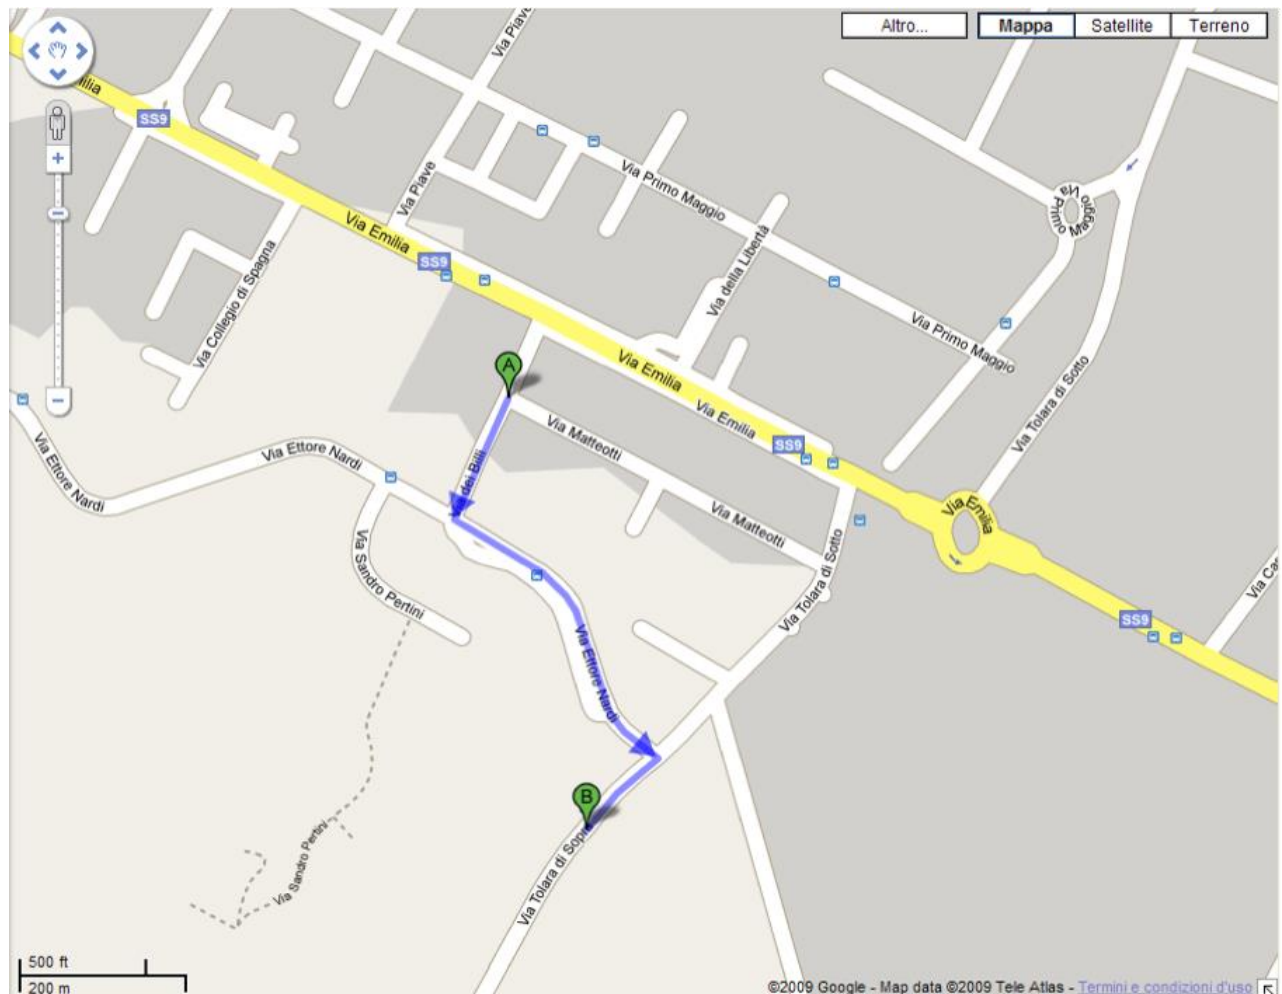 Altro...
Mappa
Satellite
Terreno
Via Piave
SS9
Via Piave
Via Primo Maggio
Via Primo Maggio
Via Emilia
SS9
Via della Libertà
Via Collegio di Spagna
Via Primo Maggio
Via Emilia
A
Via Emilia
Via Tolara di Sotto
SS9
Via Matteotti
Via Ettore Nardi
Via Ettore Nardi
dei Billi
Via Matteotti
Via Emilia
Via Sandro Pertini
Via Tolara di Sotto
SS9
Via Ettore Nardi
B
Via Sandro Pertini
Via Tolara di Sopra
500 ft
200 m
©2009 Google - Map data ©2009 Tele Atlas - Termini e condizioni d'uso